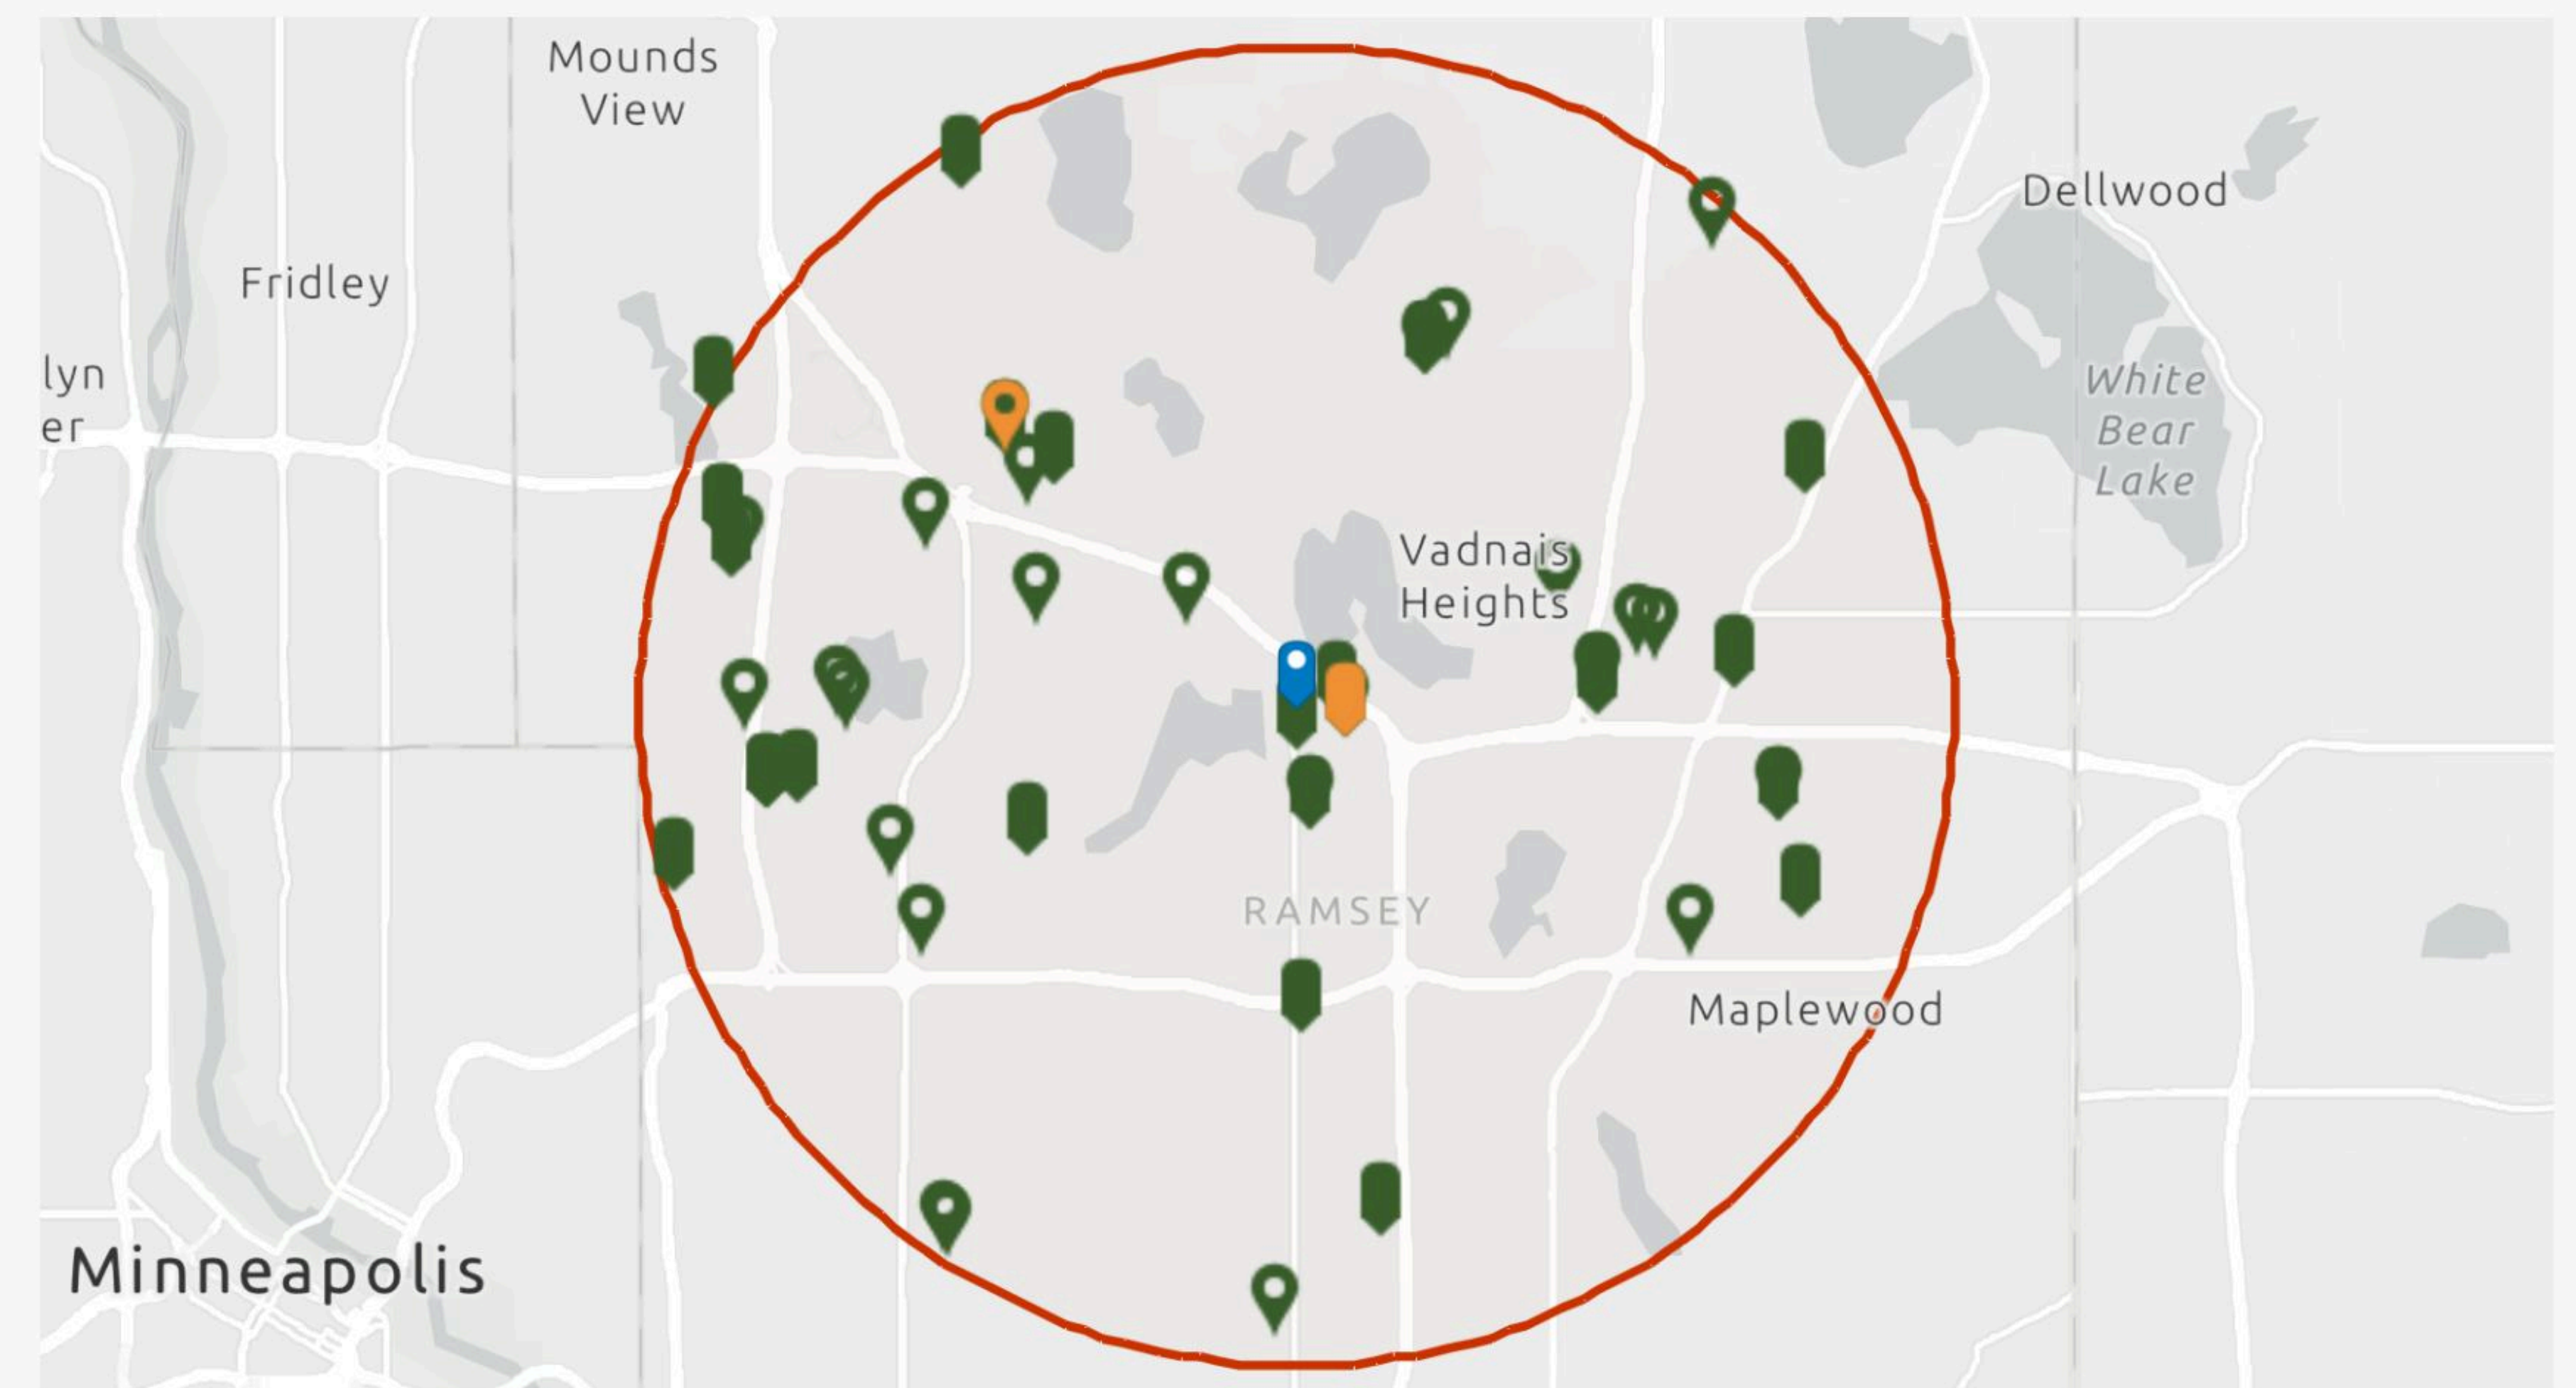 Mounds
View
Fridley
Dellwood
lyn
er
White
Bear
Lake
Vadnais
Heights
RAMSEY
Maplewood
Minneapolis